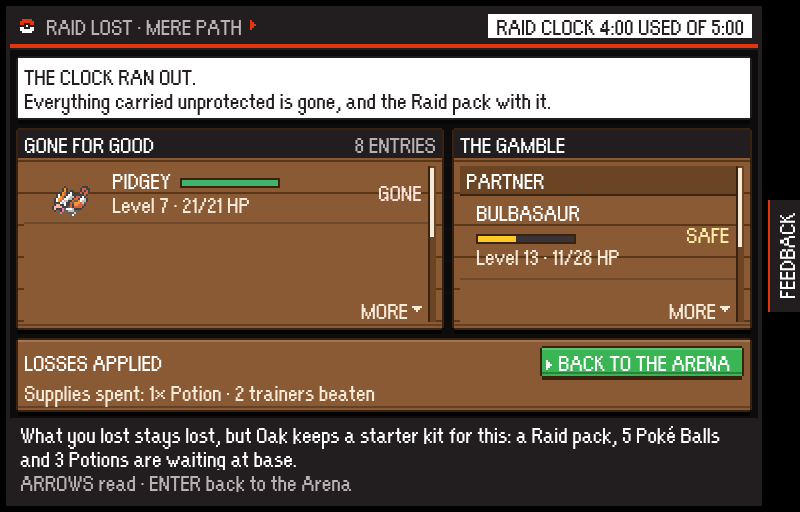 RAID LOST · MERE PATH
RAID CLOCK 4:00 USED OF 5:00
THE CLOCK RAN OUT.
Everything carried unprotected is gone, and the Raid pack with it.
GONE FOR GOOD
8 ENTRIES
PIDGEY
Level 7 · 21/21 HP
GONE
MORE
THE GAMBLE
PARTNER
BULBASAUR
SAFE
Level 13 · 11/28 HP
MORE
LOSSES APPLIED
Supplies spent: 1× Potion · 2 trainers beaten
BACK TO THE ARENA
What you lost stays lost, but Oak keeps a starter kit for this: a Raid pack, 5 Poké Balls
and 3 Potions are waiting at base.
ARROWS read · ENTER back to the Arena
FEEDBACK